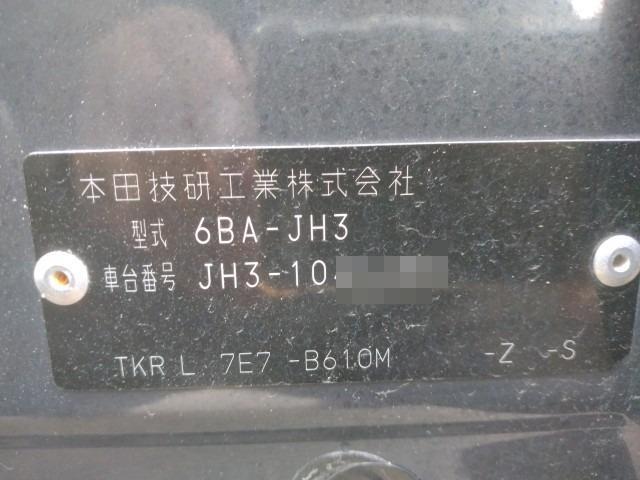 本田技研工業株式会社
型式 6BA-JH3
車台番号 JH3-10
TKR L 7E7 -B610M -Z -S